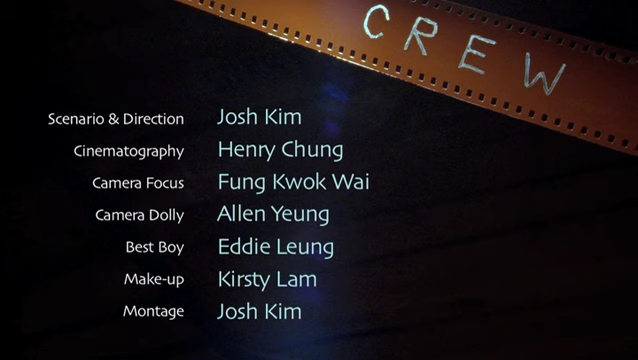 CREW
Scenario & Direction Josh Kim
Cinematography Henry Chung
Camera Focus Fung Kwok Wai
Camera Dolly Allen Yeung
Best Boy Eddie Leung
Make-up Kirsty Lam
Montage Josh Kim